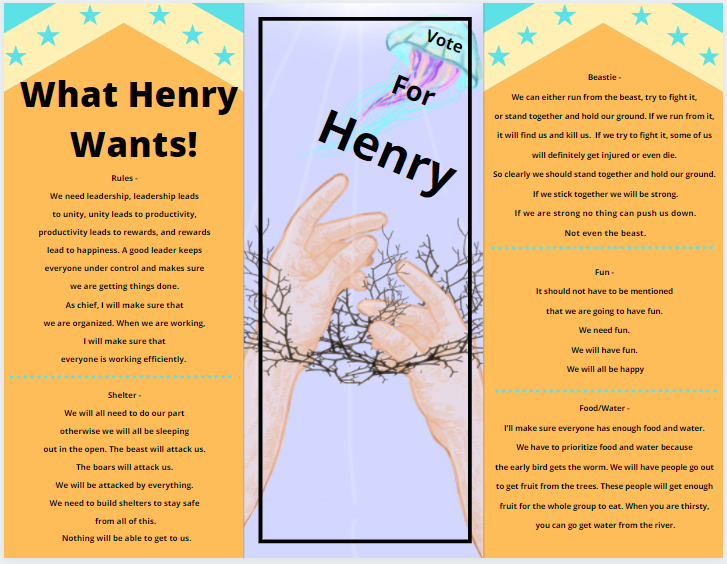 What Henry
Wants!
Rules -
We need leadership, leadership leads
to unity, unity leads to productivity,
productivity leads to rewards, and rewards
lead to happiness. A good leader keeps
everyone under control and makes sure
we are getting things done.
As chief, I will make sure that
we are organized. When we are working,
I will make sure that
everyone is working efficiently.
Shelter -
We will all need to do our part
otherwise we will all be sleeping
out in the open. The beast will attack us.
The boars will attack us.
We will be attacked by everything.
We need to build shelters to stay safe
from all of this.
Nothing will be able to get to us.
Vote
For
Henry
Beastie -
We can either run from the beast, try to fight it,
or stand together and hold our ground. If we run from it,
it will find us and kill us. If we try to fight it, some of us
will definitely get injured or even die.
So clearly we should stand together and hold our ground.
If we stick together we will be strong.
If we are strong no thing can push us down.
Not even the beast.
Fun -
It should not have to be mentioned
that we are going to have fun.
We need fun.
We will have fun.
We will all be happy
Food/Water -
I'll make sure everyone has enough food and water.
We have to prioritize food and water because
the early bird gets the worm. We will have people go out
to get fruit from the trees. These people will get enough
fruit for the whole group to eat. When you are thirsty,
you can go get water from the river.